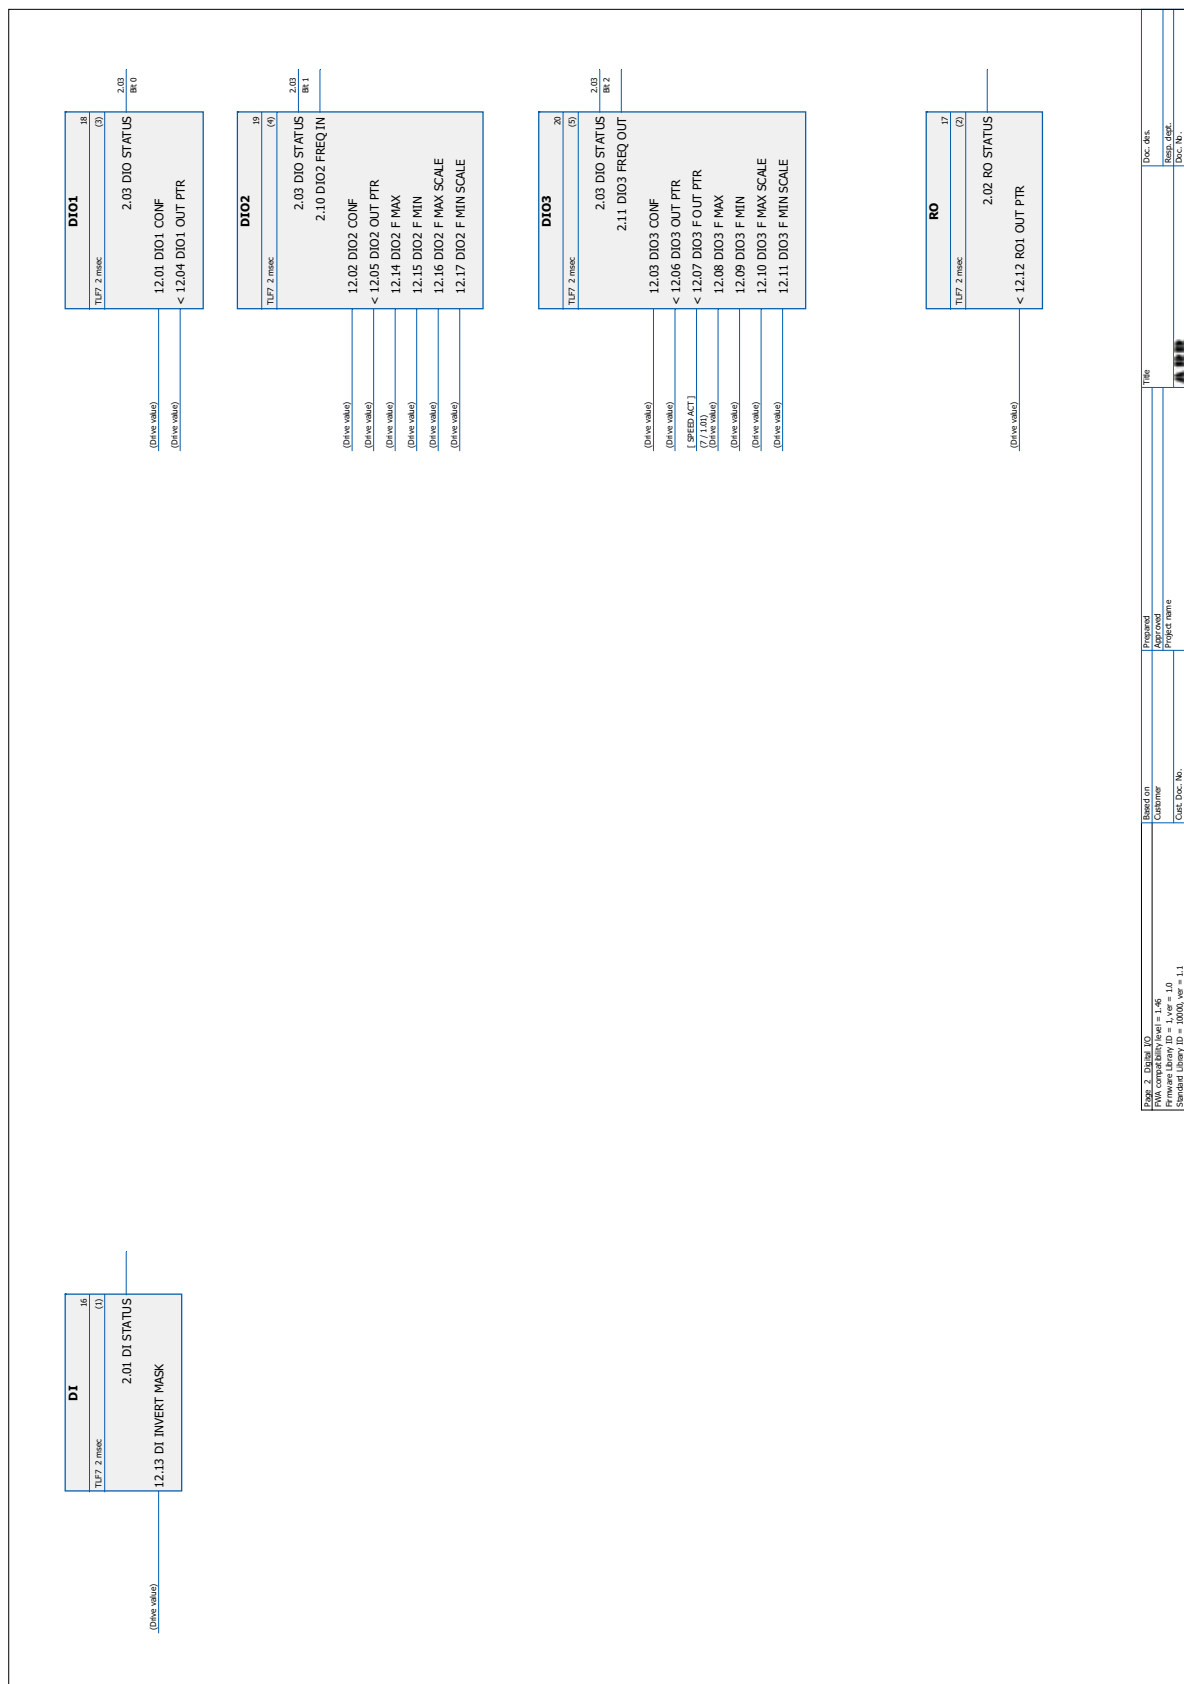 DI
TLF7 2 msec
16
(1)
2.01 DI STATUS
12.13 DI INVERT MASK
(Drive value)
DIO1
TLF7 2 msec
18
(3)
2.03 DIO STATUS
2.03
Bit 0
12.01 DIO1 CONF
(Drive value)
< 12.04 DIO1 OUT PTR
(Drive value)
DIO2
TLF7 2 msec
19
(4)
2.03 DIO STATUS
2.03
Bit 1
2.10 DIO2 FREQ IN
12.02 DIO2 CONF
(Drive value)
< 12.05 DIO2 OUT PTR
(Drive value)
12.14 DIO2 F MAX
(Drive value)
12.15 DIO2 F MIN
(Drive value)
12.16 DIO2 F MAX SCALE
(Drive value)
12.17 DIO2 F MIN SCALE
(Drive value)
DIO3
TLF7 2 msec
20
(5)
2.03 DIO STATUS
2.03
Bit 2
2.11 DIO3 FREQ OUT
12.03 DIO3 CONF
(Drive value)
< 12.06 DIO3 OUT PTR
(Drive value)
< 12.07 DIO3 F OUT PTR
[ SPEED ACT ]
(7 / 1.01)
12.08 DIO3 F MAX
(Drive value)
12.09 DIO3 F MIN
(Drive value)
12.10 DIO3 F MAX SCALE
(Drive value)
12.11 DIO3 F MIN SCALE
(Drive value)
RO
TLF7 2 msec
17
(2)
2.02 RO STATUS
< 12.12 RO1 OUT PTR
(Drive value)
Page 2 Digital I/O
FWA compatibility level = 1.46
Firmware Library ID = 1, ver = 1.0
Standard Library ID = 10000, ver = 1.1
Based on
Customer
Cust. Doc. No.
Prepared
Approved
Project name
Title
ABB
Doc. des.
Resp. dept.
Doc. No.